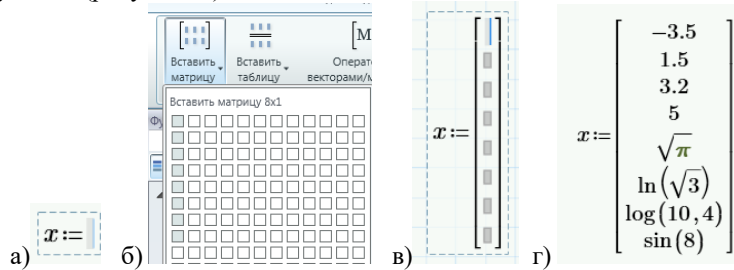 [M
Вставить Вставить Операт
матрицу таблицу векторами/м
Вставить матрицу 8x1
Фу
а) x := б) в) x := г) x :=
-3.5
1.5
3.2
5
√π
ln(√3)
log(10,4)
sin(8)